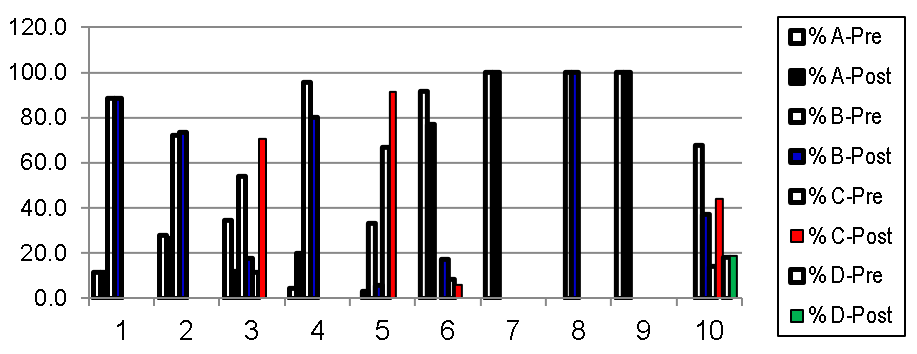 120.0
100.0
80.0
60.0
40.0
20.0
0.0
1 2 3 4 5 6 7 8 9 10
% A-Pre
% A-Post
% B-Pre
% B-Post
% C-Pre
% C-Post
% D-Pre
% D-Post